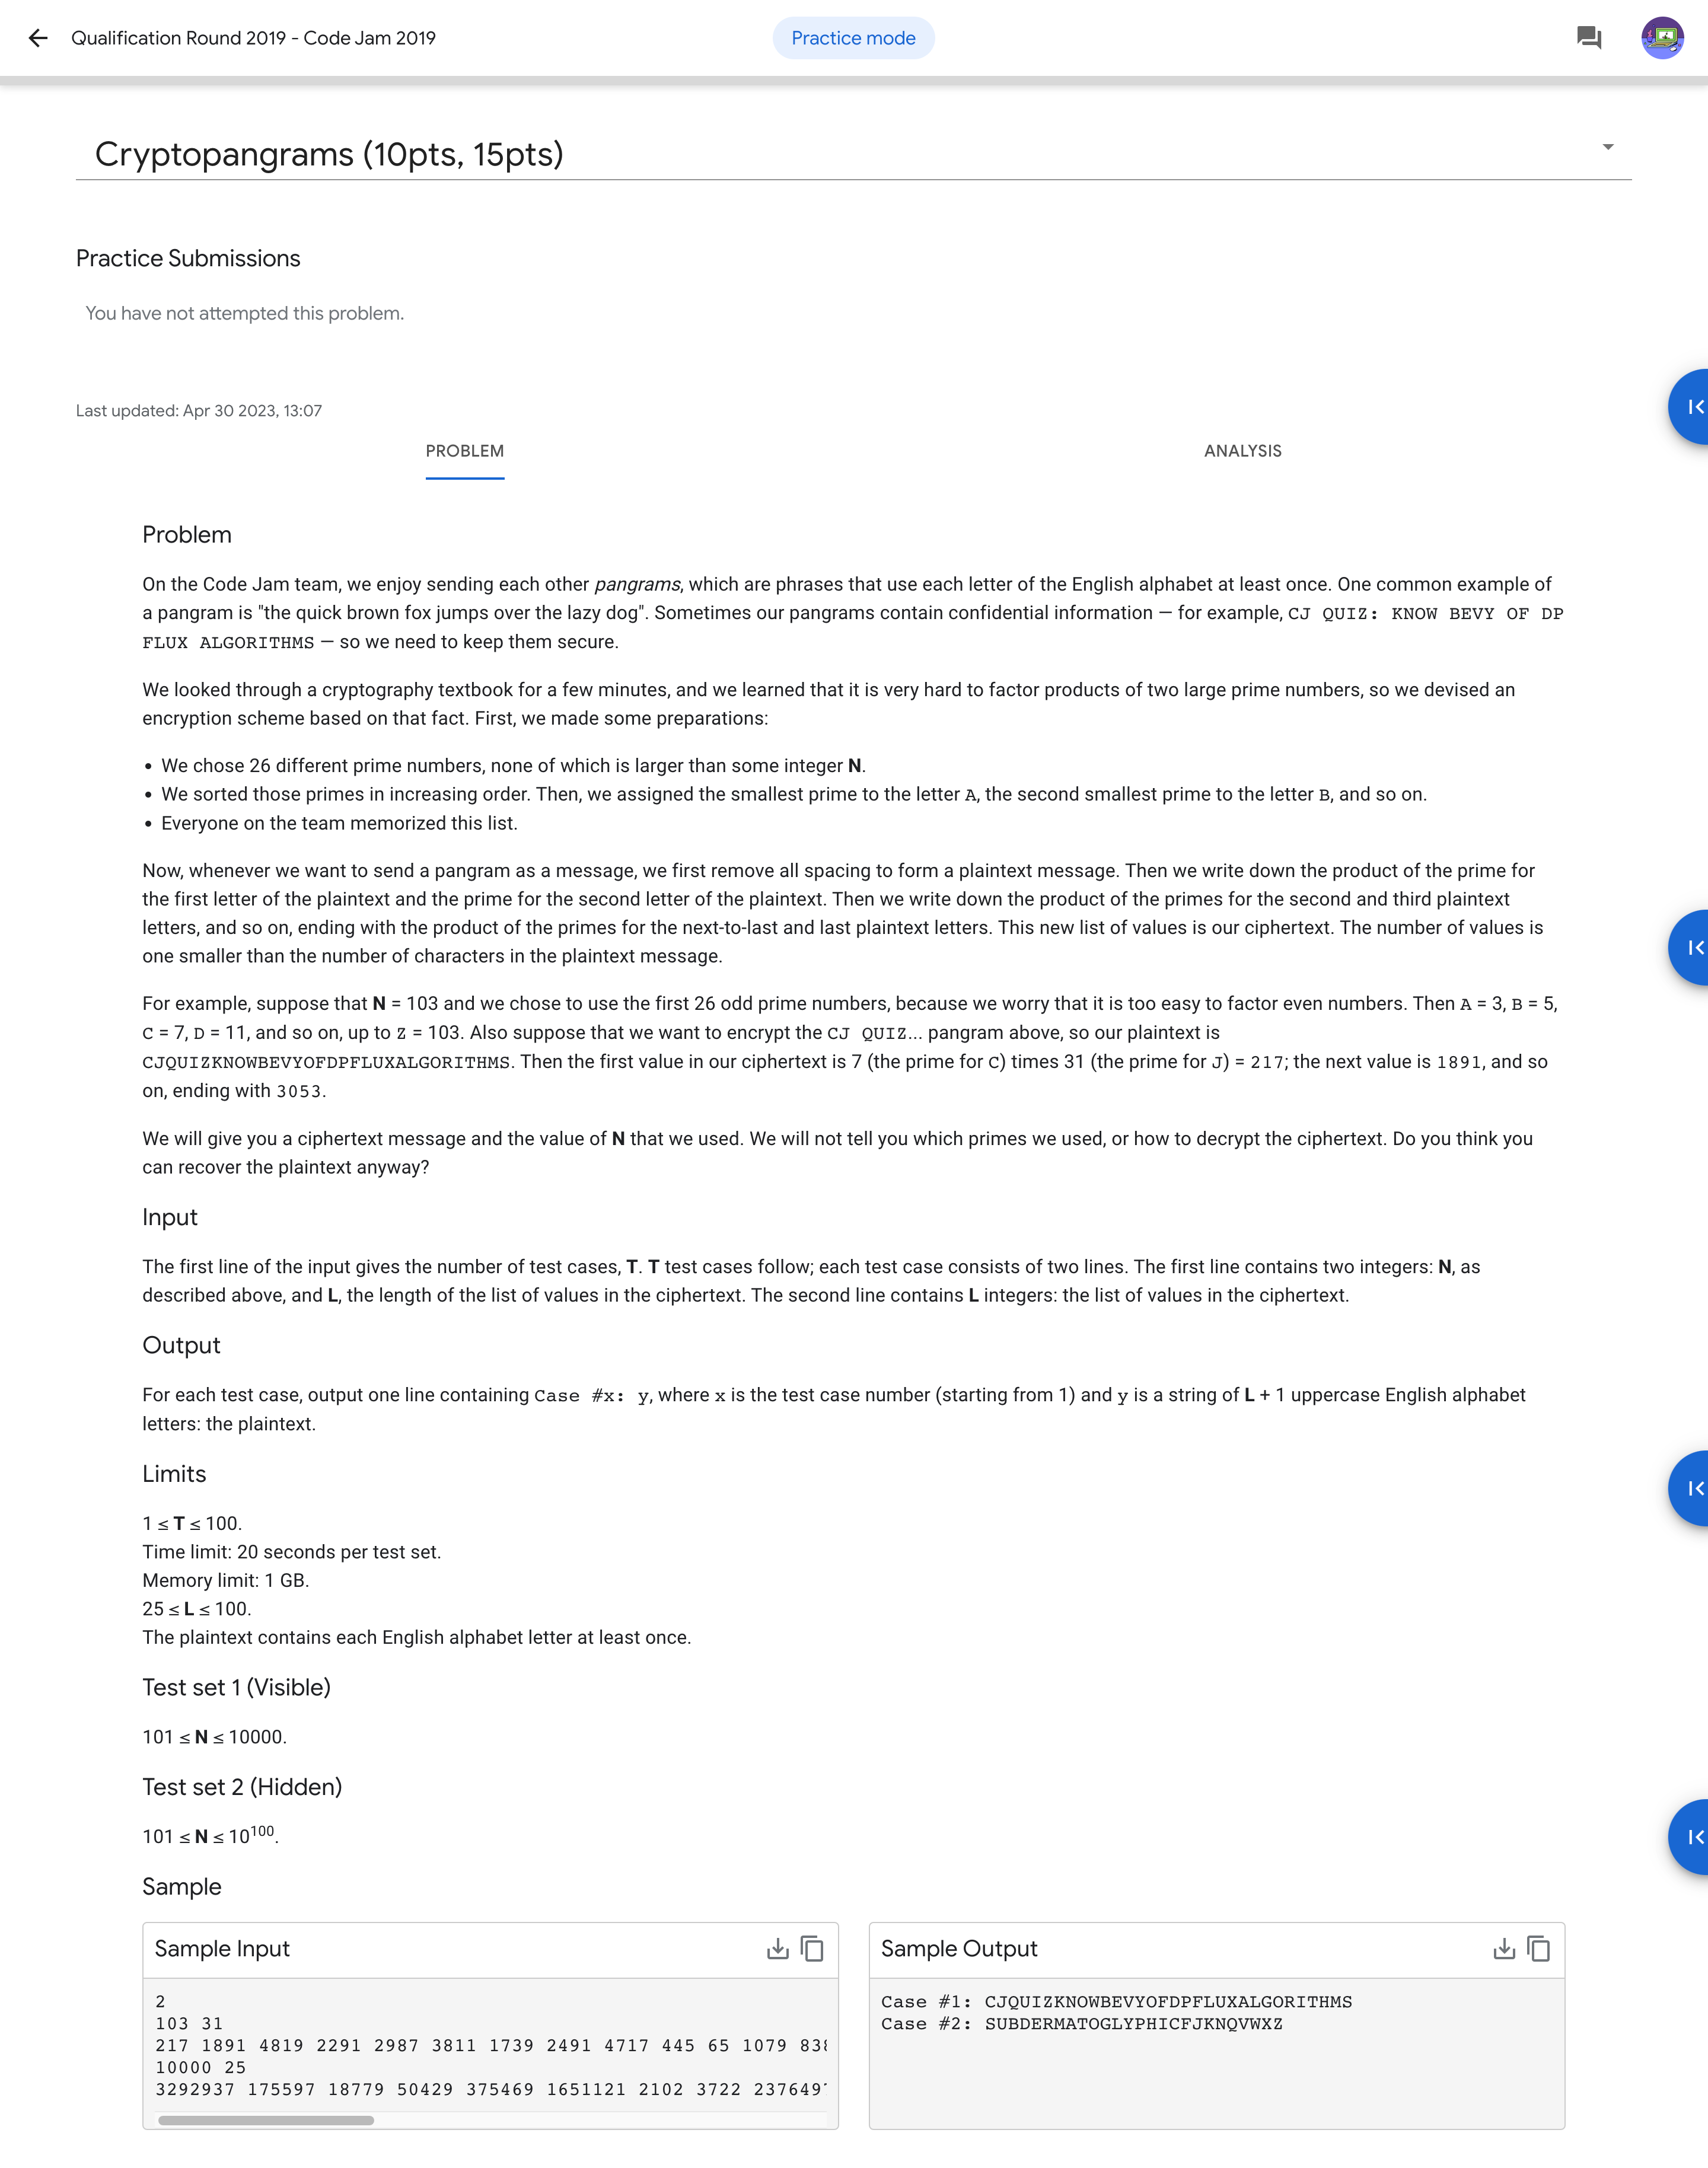 Qualification Round 2019 - Code Jam 2019
Practice mode
Cryptopangrams (10pts, 15pts)
Practice Submissions
You have not attempted this problem.
Last updated: Apr 30 2023, 13:07
PROBLEM
ANALYSIS
Problem
On the Code Jam team, we enjoy sending each other pangrams, which are phrases that use each letter of the English alphabet at least once. One common example of
a pangram is "the quick brown fox jumps over the lazy dog". Sometimes our pangrams contain confidential information — for example, CJ QUIZ: KNOW BEVY OF DP
FLUX ALGORITHMS — so we need to keep them secure.
We looked through a cryptography textbook for a few minutes, and we learned that it is very hard to factor products of two large prime numbers, so we devised an
encryption scheme based on that fact. First, we made some preparations:
• We chose 26 different prime numbers, none of which is larger than some integer N.
• We sorted those primes in increasing order. Then, we assigned the smallest prime to the letter A, the second smallest prime to the letter B, and so on.
• Everyone on the team memorized this list.
Now, whenever we want to send a pangram as a message, we first remove all spacing to form a plaintext message. Then we write down the product of the prime for
the first letter of the plaintext and the prime for the second letter of the plaintext. Then we write down the product of the primes for the second and third plaintext
letters, and so on, ending with the product of the primes for the next-to-last and last plaintext letters. This new list of values is our ciphertext. The number of values is
one smaller than the number of characters in the plaintext message.
For example, suppose that N = 103 and we chose to use the first 26 odd prime numbers, because we worry that it is too easy to factor even numbers. Then A = 3, B = 5,
C = 7, D = 11, and so on, up to Z = 103. Also suppose that we want to encrypt the CJ QUIZ... pangram above, so our plaintext is
CJQUIZKNOWBEVYOFDPFLUXALGORITHMS. Then the first value in our ciphertext is 7 (the prime for C) times 31 (the prime for J) = 217; the next value is 1891, and so
on, ending with 3053.
We will give you a ciphertext message and the value of N that we used. We will not tell you which primes we used, or how to decrypt the ciphertext. Do you think you
can recover the plaintext anyway?
Input
The first line of the input gives the number of test cases, T. T test cases follow; each test case consists of two lines. The first line contains two integers: N, as
described above, and L, the length of the list of values in the ciphertext. The second line contains L integers: the list of values in the ciphertext.
Output
For each test case, output one line containing Case #x: y, where x is the test case number (starting from 1) and y is a string of L + 1 uppercase English alphabet
letters: the plaintext.
Limits
1 ≤ T ≤ 100.
Time limit: 20 seconds per test set.
Memory limit: 1 GB.
25 ≤ L ≤ 100.
The plaintext contains each English alphabet letter at least once.
Test set 1 (Visible)
101 ≤ N ≤ 10000.
Test set 2 (Hidden)
101 ≤ N ≤ 10^100.
Sample
Sample Input
2
103 31
217 1891 4819 2291 2987 3811 1739 2491 4717 445 65 1079
10000 25
3292937 175597 18779 50429 375469 1651121 2102 3722
Sample Output
Case #1: CJQUIZKNOWBEVYOFDPFLUXALGORITHMS
Case #2: SUBDERMATOGLYPHICFJKNQVWXZ